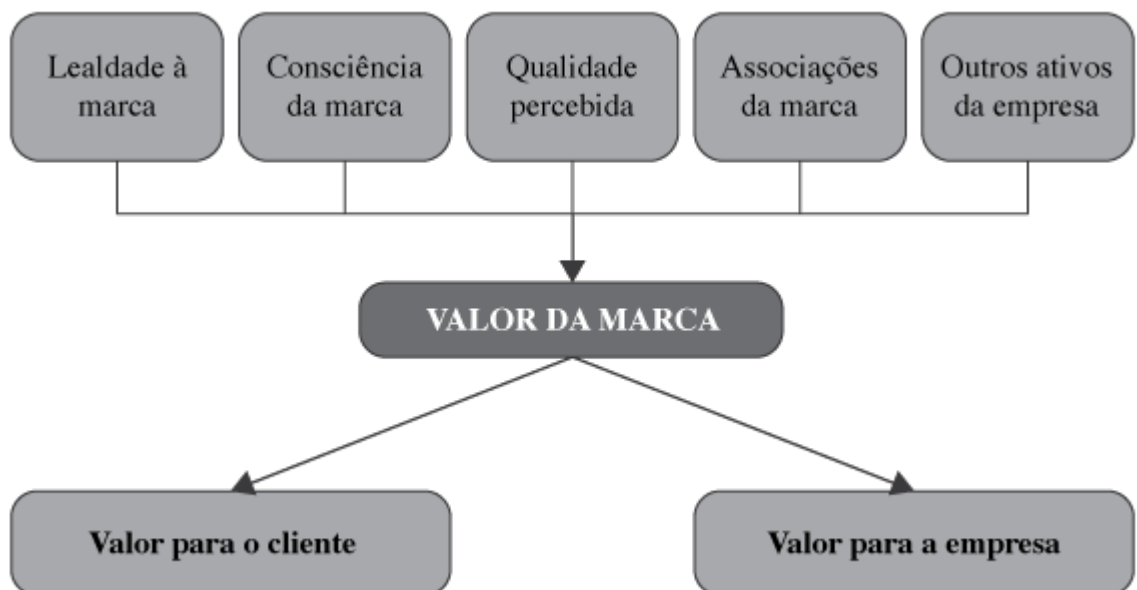 Lealdade à
marca
Consciência
da marca
Qualidade
percebida
Associações
da marca
Outros ativos
da empresa
VALOR DA MARCA
Valor para o cliente
Valor para a empresa